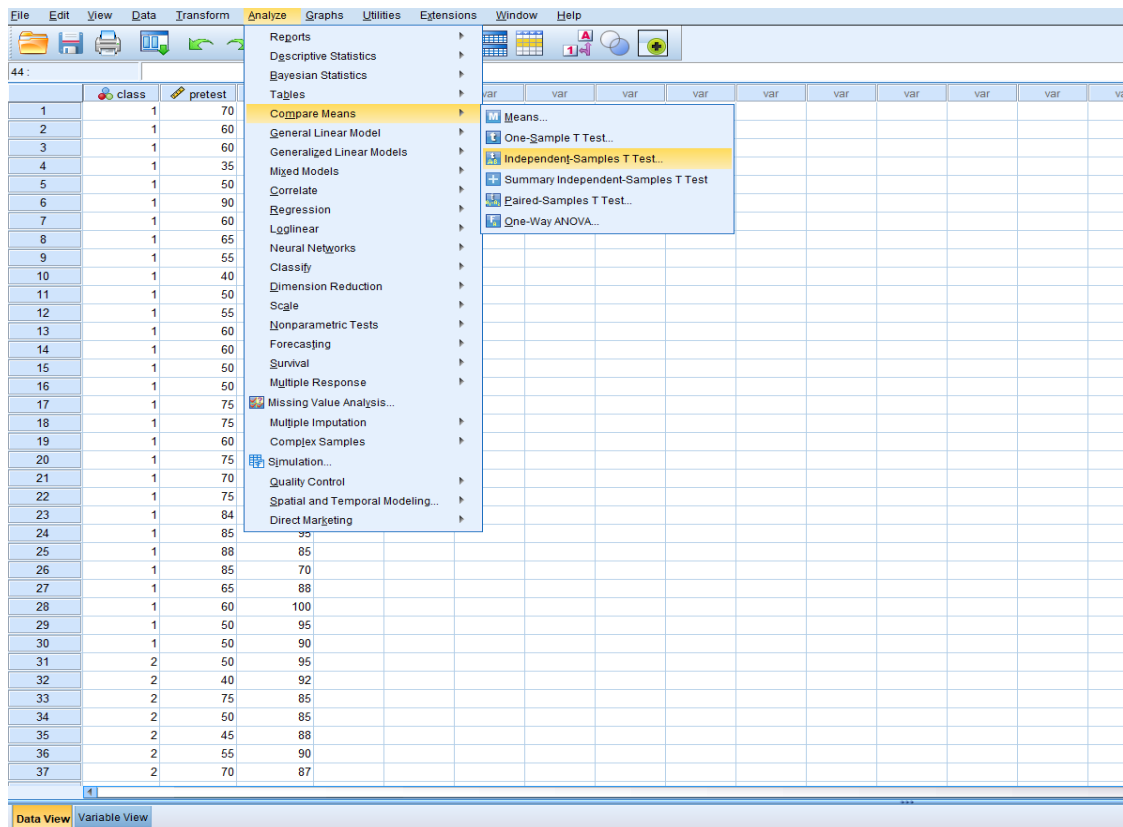 File Edit View Data Transform Analyze Graphs Utilities Extensions Window Help
44 :
class pretest var var var var var var var var var
Reports
Descriptive Statistics
Bayesian Statistics
Tables
Compare Means
General Linear Model
Generalized Linear Models
Mixed Models
Correlate
Regression
Loglinear
Neural Networks
Classify
Dimension Reduction
Scale
Nonparametric Tests
Forecasting
Survival
Multiple Response
Missing Value Analysis...
Multiple Imputation
Complex Samples
Simulation...
Quality Control
Spatial and Temporal Modeling...
Direct Marketing
Means...
One-Sample T Test...
Independent-Samples T Test...
Summary Independent-Samples T Test
Paired-Samples T Test...
One-Way ANOVA...
1 1 70
2 1 60
3 1 60
4 1 35
5 1 50
6 1 90
7 1 60
8 1 65
9 1 55
10 1 40
11 1 50
12 1 55
13 1 60
14 1 60
15 1 50
16 1 50
17 1 75
18 1 75
19 1 60
20 1 75
21 1 70
22 1 75
23 1 84
24 1 85 95
25 1 88 85
26 1 85 70
27 1 65 88
28 1 60 100
29 1 50 95
30 1 50 90
31 2 50 95
32 2 40 92
33 2 75 85
34 2 50 85
35 2 45 88
36 2 55 90
37 2 70 87
Data View Variable View